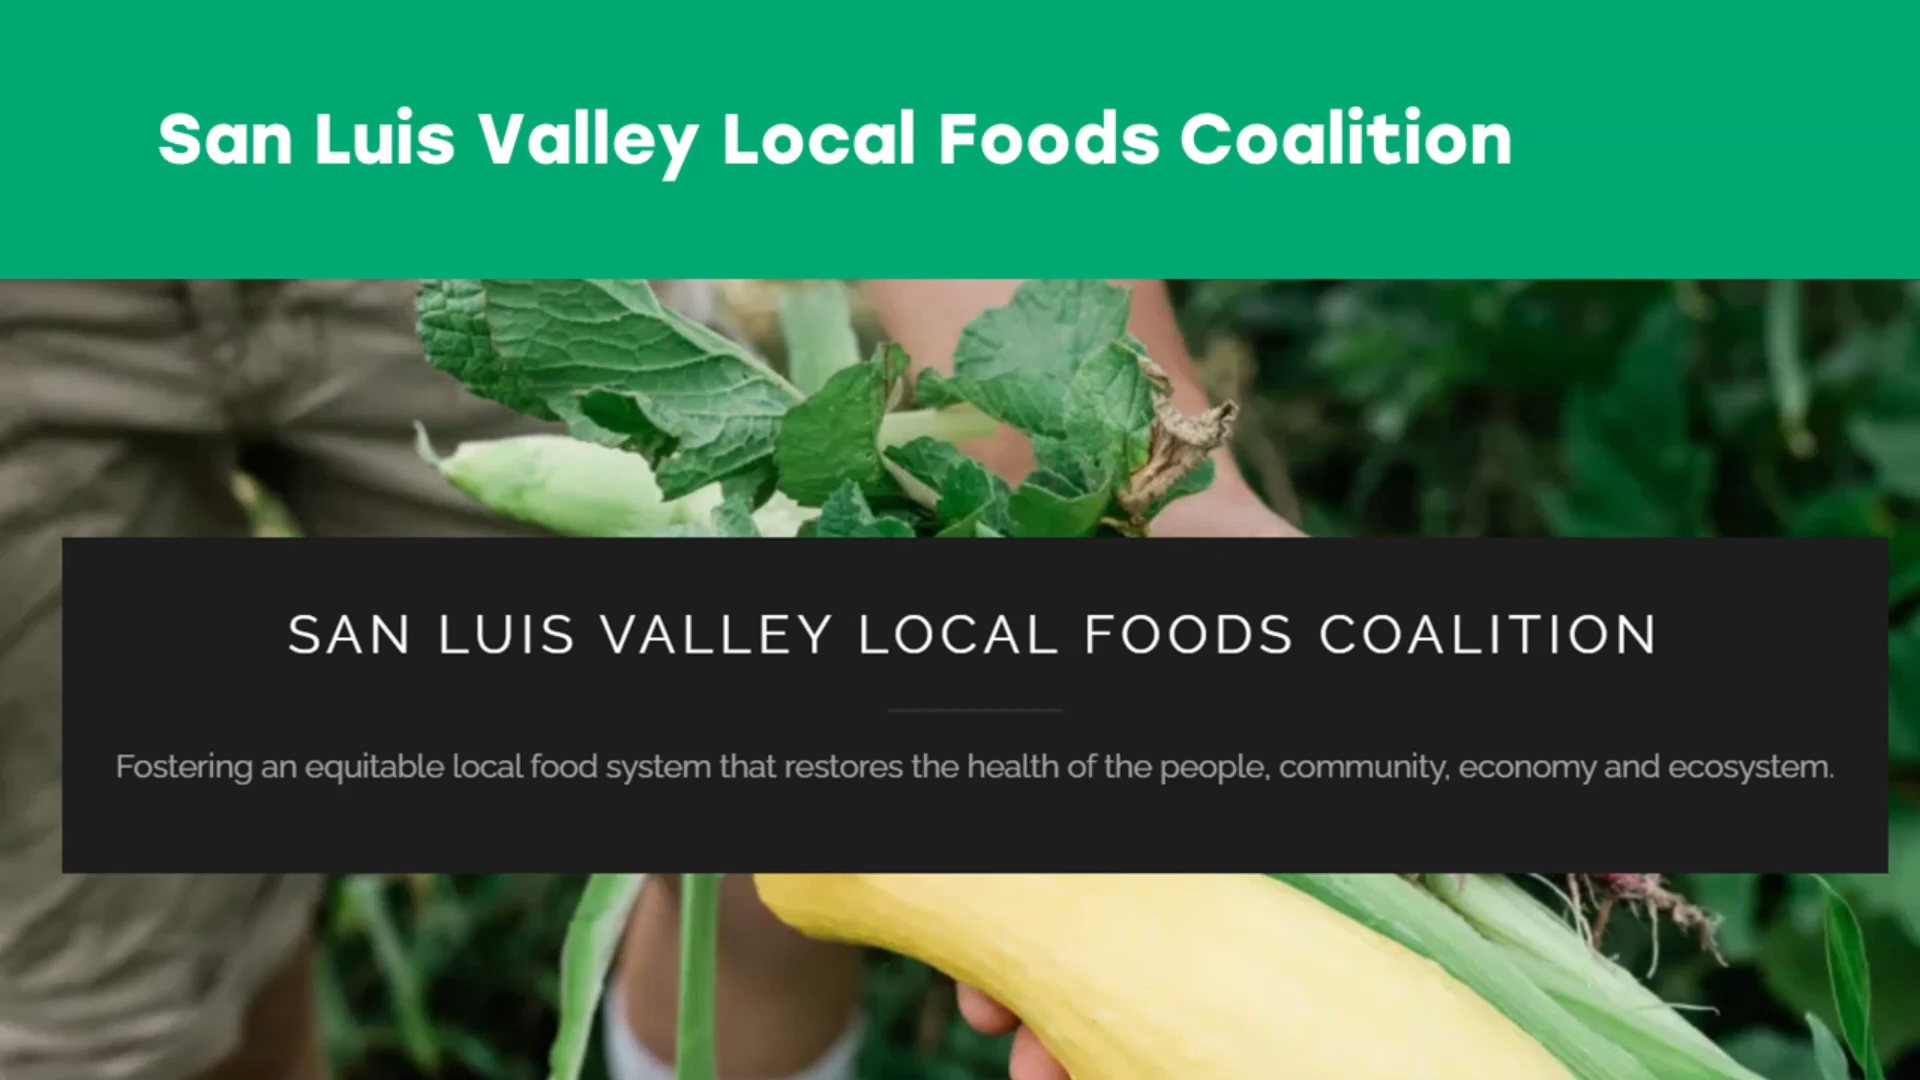 San Luis Valley Local Foods Coalition
SAN LUIS VALLEY LOCAL FOODS COALITION
Fostering an equitable local food system that restores the health of the people, community, economy and ecosystem.